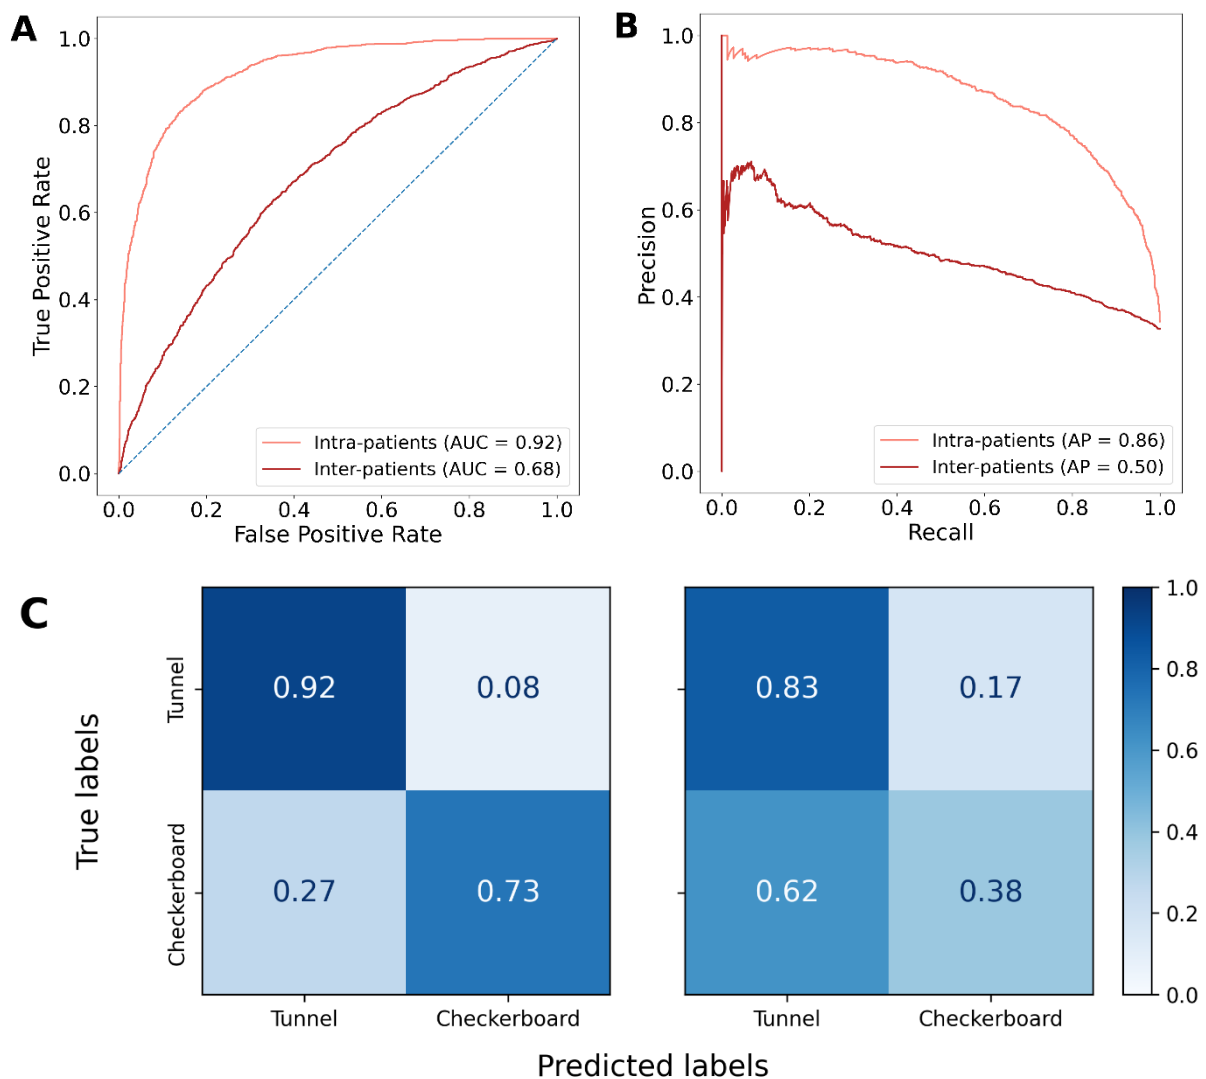 A
1.0
0.8
0.6
0.4
0.2
0.0
True Positive Rate
0.0 0.2 0.4 0.6 0.8 1.0
False Positive Rate
Intra-patients (AUC = 0.92)
Inter-patients (AUC = 0.68)
B
1.0
0.8
0.6
0.4
0.2
0.0
Precision
0.0 0.2 0.4 0.6 0.8 1.0
Recall
Intra-patients (AP = 0.86)
Inter-patients (AP = 0.50)
C
True labels
Tunnel
Checkerboard
0.92 0.08
0.27 0.73
Tunnel Checkerboard
0.83 0.17
0.62 0.38
Tunnel Checkerboard
Predicted labels
1.0
0.8
0.6
0.4
0.2
0.0